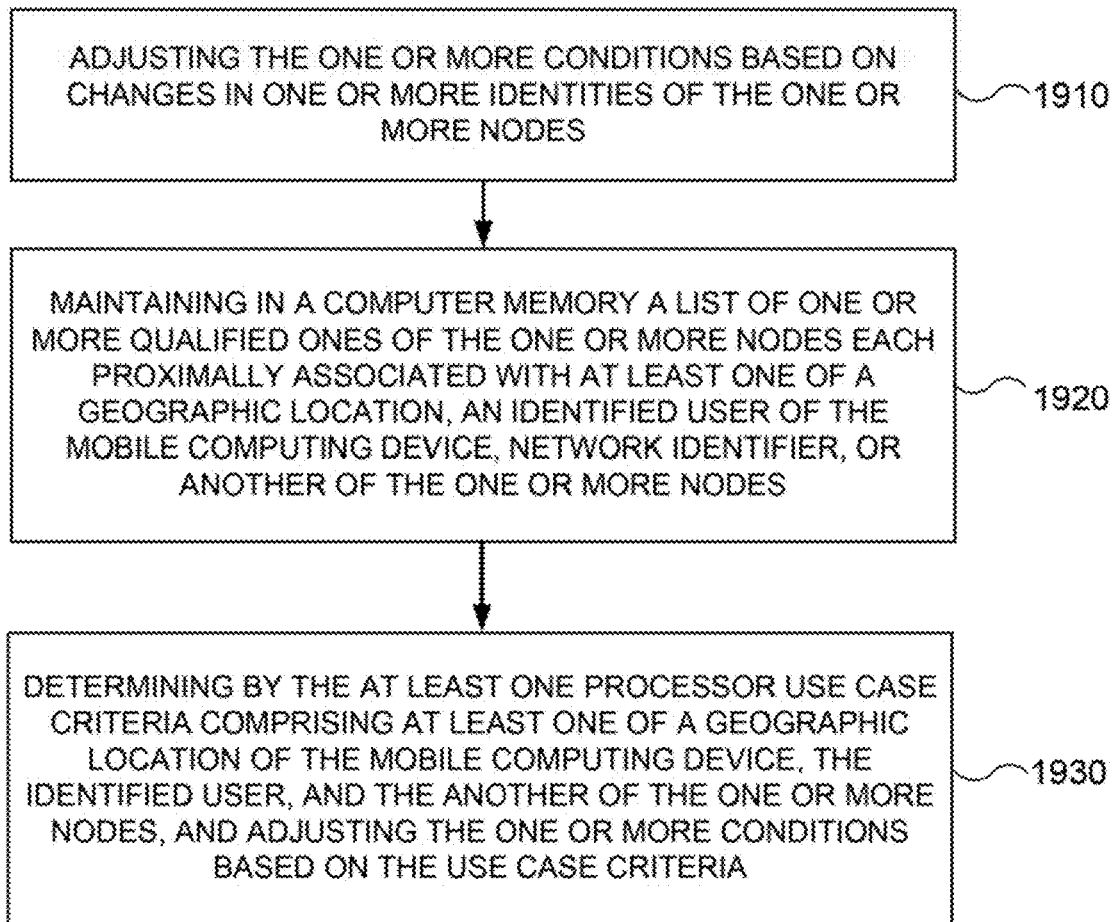 ADJUSTING THE ONE OR MORE CONDITIONS BASED ON
CHANGES IN ONE OR MORE IDENTITIES OF THE ONE OR
MORE NODES
1910
MAINTAINING IN A COMPUTER MEMORY A LIST OF ONE OR
MORE QUALIFIED ONES OF THE ONE OR MORE NODES EACH
PROXIMALLY ASSOCIATED WITH AT LEAST ONE OF A
GEOGRAPHIC LOCATION, AN IDENTIFIED USER OF THE
MOBILE COMPUTING DEVICE, NETWORK IDENTIFIER, OR
ANOTHER OF THE ONE OR MORE NODES
1920
DETERMINING BY THE AT LEAST ONE PROCESSOR USE CASE
CRITERIA COMPRISING AT LEAST ONE OF A GEOGRAPHIC
LOCATION OF THE MOBILE COMPUTING DEVICE, THE
IDENTIFIED USER, AND THE ANOTHER OF THE ONE OR MORE
NODES, AND ADJUSTING THE ONE OR MORE CONDITIONS
BASED ON THE USE CASE CRITERIA
1930